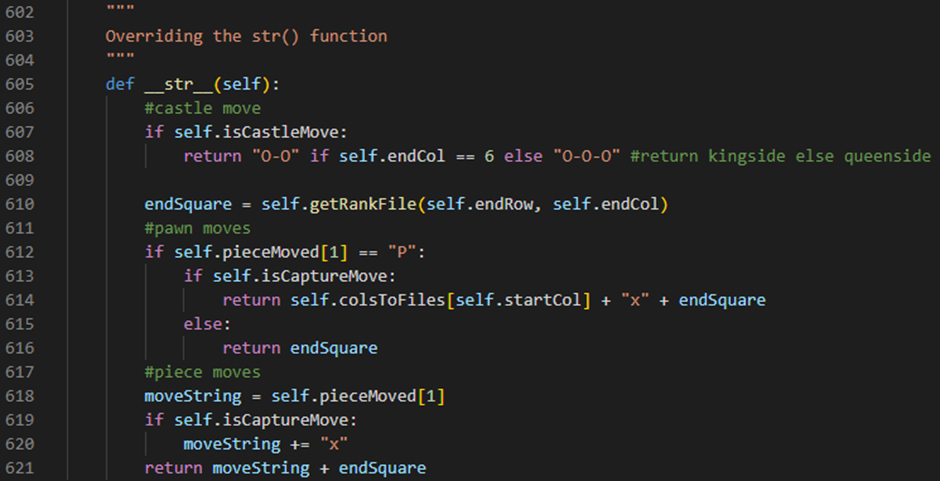 602 """
603 Overriding the str() function
604 """
605 def __str__(self):
606 #castle move
607 if self.isCastleMove:
608 return "O-O" if self.endCol == 6 else "O-O-O" #return kingside else queenside
609
610 endSquare = self.getRankFile(self.endRow, self.endCol)
611 #pawn moves
612 if self.pieceMoved[1] == "P":
613 if self.isCaptureMove:
614 return self.colsToFiles[self.startCol] + "x" + endSquare
615 else:
616 return endSquare
617 #piece moves
618 moveString = self.pieceMoved[1]
619 if self.isCaptureMove:
620 moveString += "x"
621 return moveString + endSquare